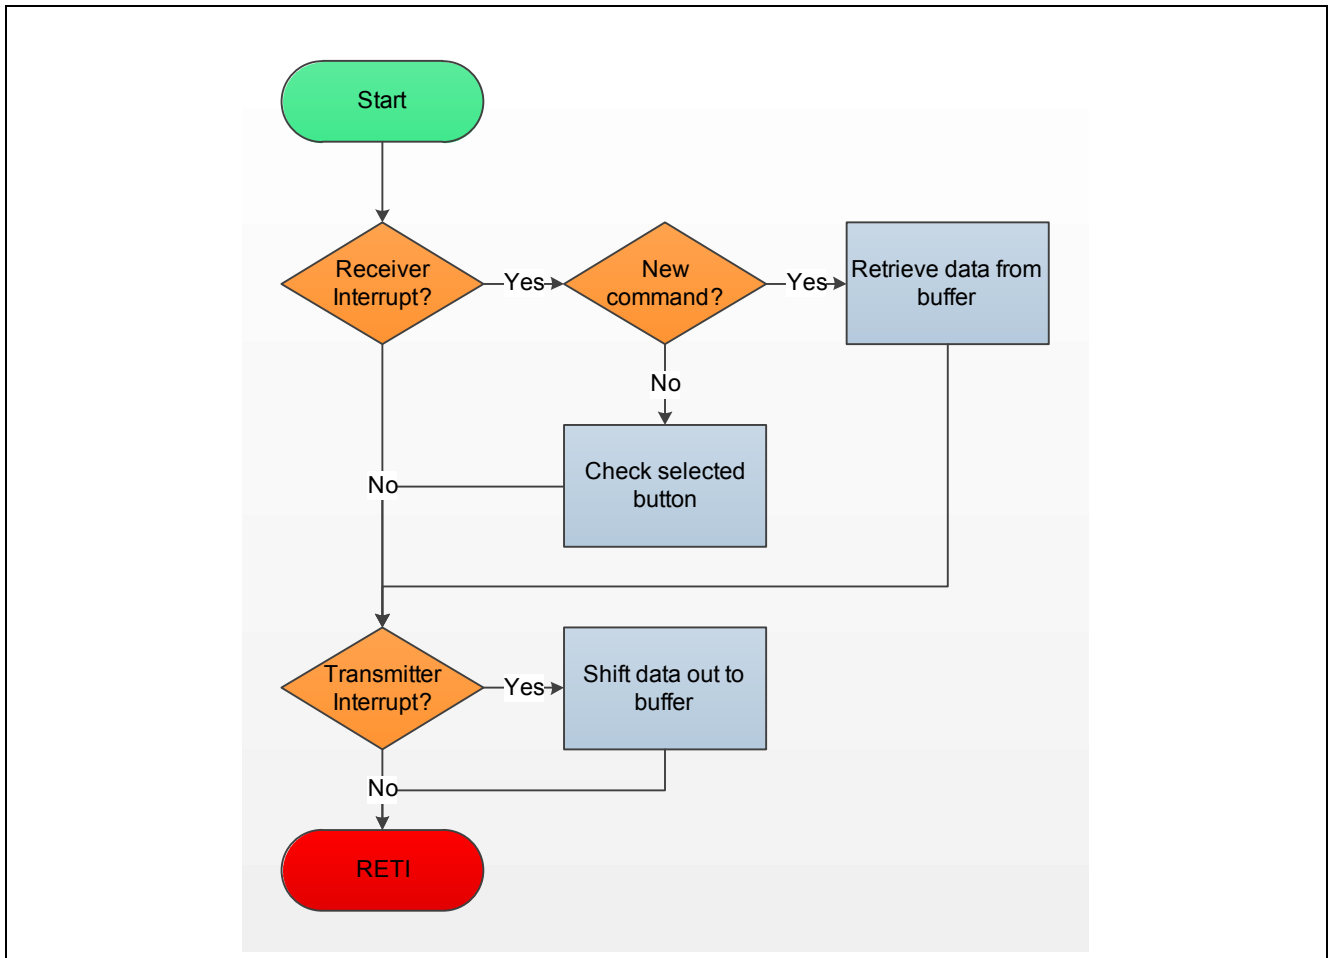 Start
Receiver
Interrupt?
Yes
New
command?
Yes
Retrieve data from
buffer
No
Check selected
button
No
Transmitter
Interrupt?
Yes
Shift data out to
buffer
No
RETI